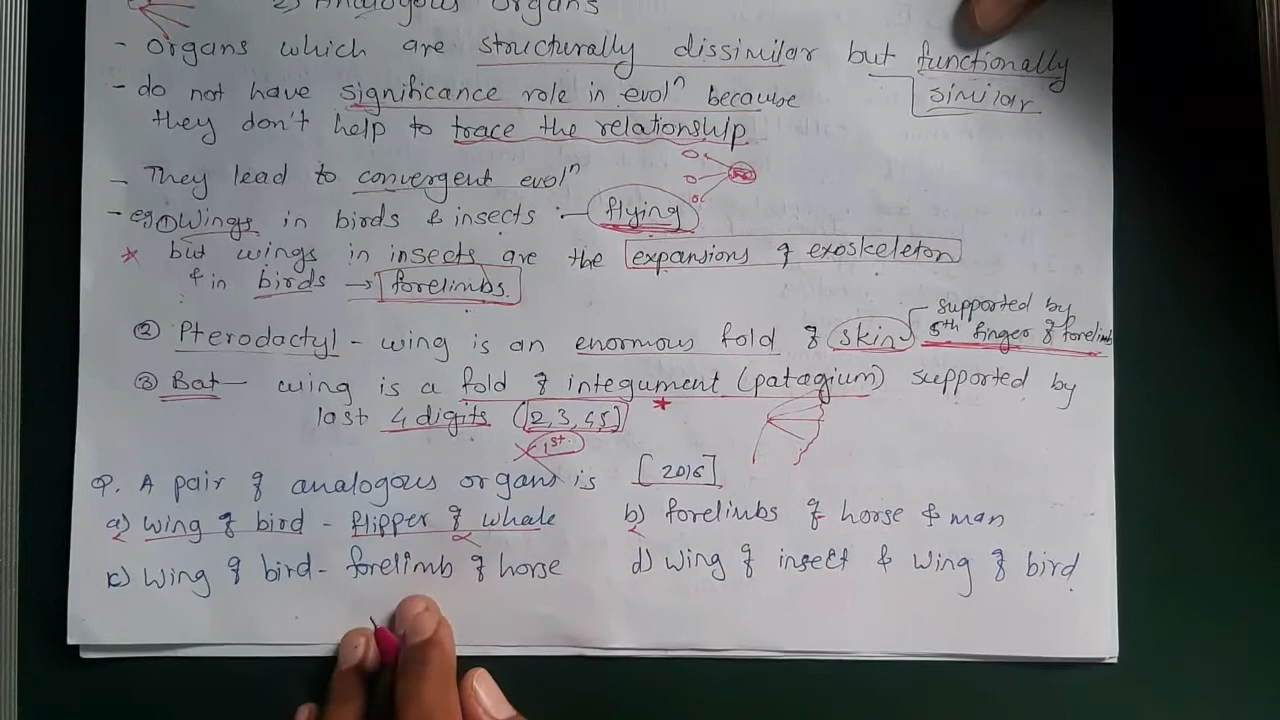 2) Analogous Organs
- Organs which are structurally dissimilar but functionally
similar
- do not have significance role in evolⁿ because
they don't help to trace the relationship
- They lead to convergent evolⁿ
- eg ① Wings in birds & insects :- flying
* but wings in insects are the expansions of exoskeleton
& in birds → forelimbs.
② Pterodactyl - wing is an enormous fold of skin supported by
5th finger of forelimb
③ Bat - wing is a fold of integument (patagium) supported by
last 4 digits (2,3,4,5)
1st
Q. A pair of analogous organs is [2016]
a) wing of bird - flipper of whale b) forelimbs of horse & man
c) Wing of bird - forelimb of horse d) Wing of insect & Wing of bird